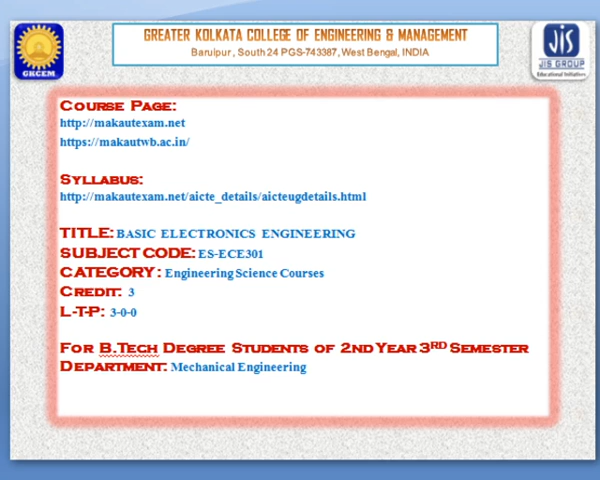 GREATER KOLKATA COLLEGE OF ENGINEERING & MANAGEMENT
Baruipur , South 24 PGS-743387, West Bengal, INDIA
GKCEM
JIS
JIS GROUP
Educational Initiatives
COURSE PAGE:
http://makautexam.net
https://makautwb.ac.in/
SYLLABUS:
http://makautexam.net/aicte_details/aicteugdetails.html
TITLE: BASIC ELECTRONICS ENGINEERING
SUBJECT CODE: ES-ECE301
CATEGORY : Engineering Science Courses
CREDIT: 3
L-T-P: 3-0-0
FOR B.TECH DEGREE STUDENTS OF 2ND YEAR 3RD SEMESTER
DEPARTMENT: Mechanical Engineering